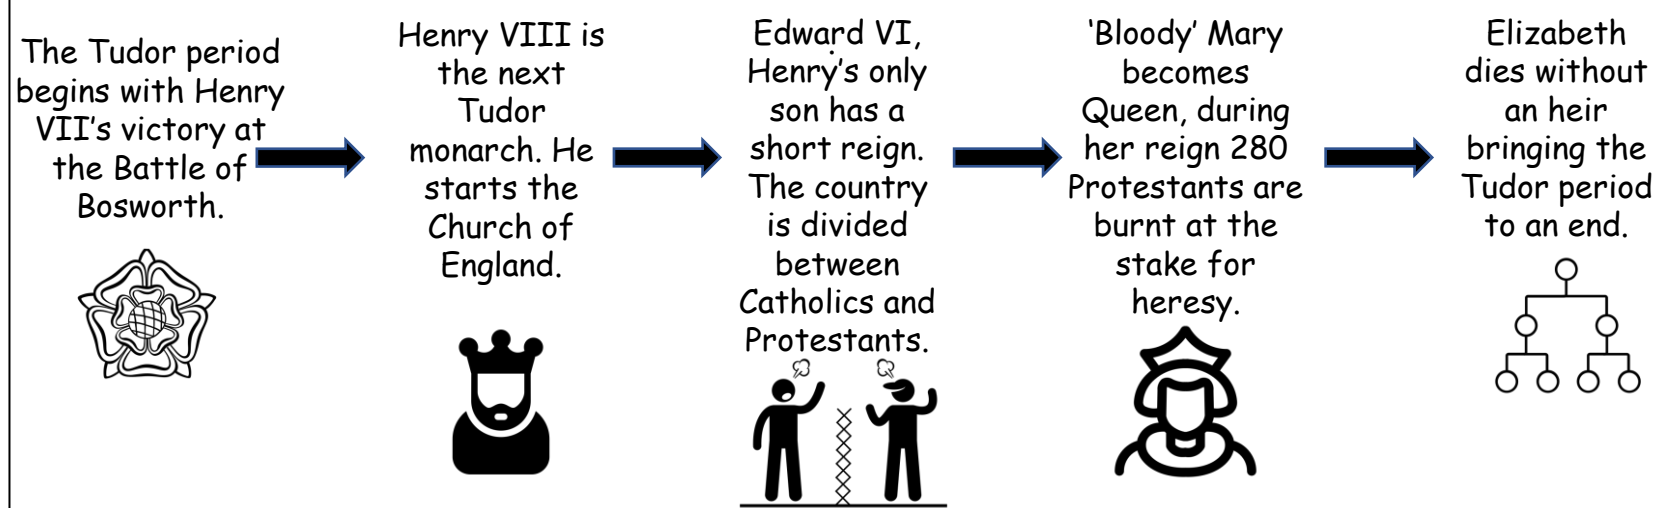 The Tudor period
begins with Henry
VII's victory at
the Battle of
Bosworth.
Henry VIII is
the next
Tudor
monarch. He
starts the
Church of
England.
Edward VI,
Henry's only
son has a
short reign.
The country
is divided
between
Catholics and
Protestants.
‘Bloody’ Mary
becomes
Queen, during
her reign 280
Protestants are
burnt at the
stake for
heresy.
Elizabeth
dies without
an heir
bringing the
Tudor period
to an end.